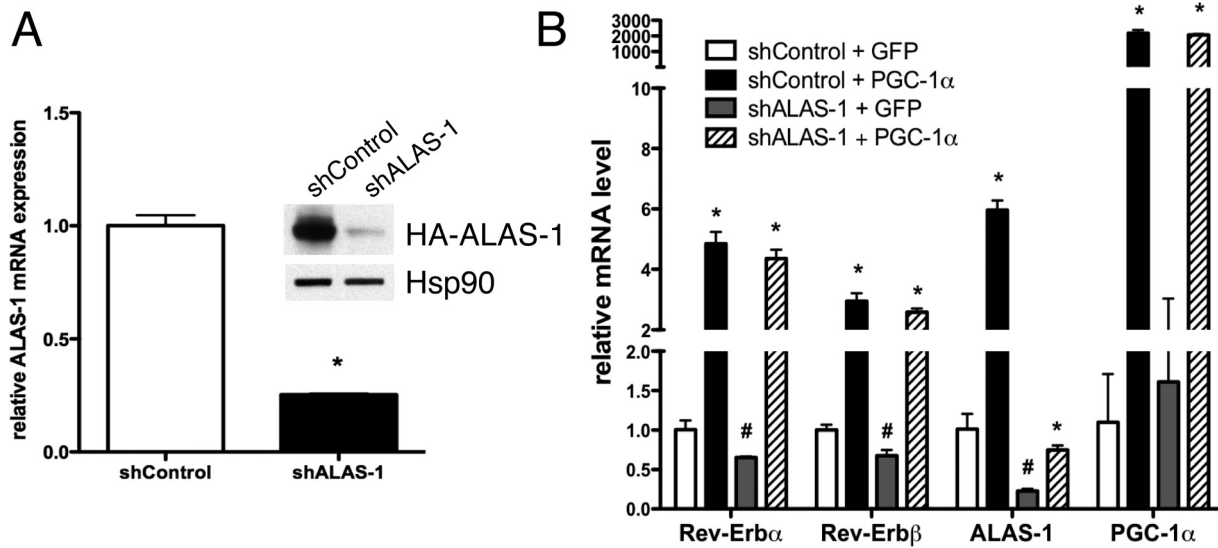 A
relative ALAS-1 mRNA expression
1.5
1.0
0.5
0.0
shControl
shALAS-1
*
shControl
shALAS-1
HA-ALAS-1
Hsp90
B
relative mRNA level
3000
2000
1000
10
8
6
4
2
2.0
1.5
1.0
0.5
0.0
shControl + GFP
shControl + PGC-1α
shALAS-1 + GFP
shALAS-1 + PGC-1α
* # *
* # *
* # *
* *
Rev-Erbα
Rev-Erbβ
ALAS-1
PGC-1α